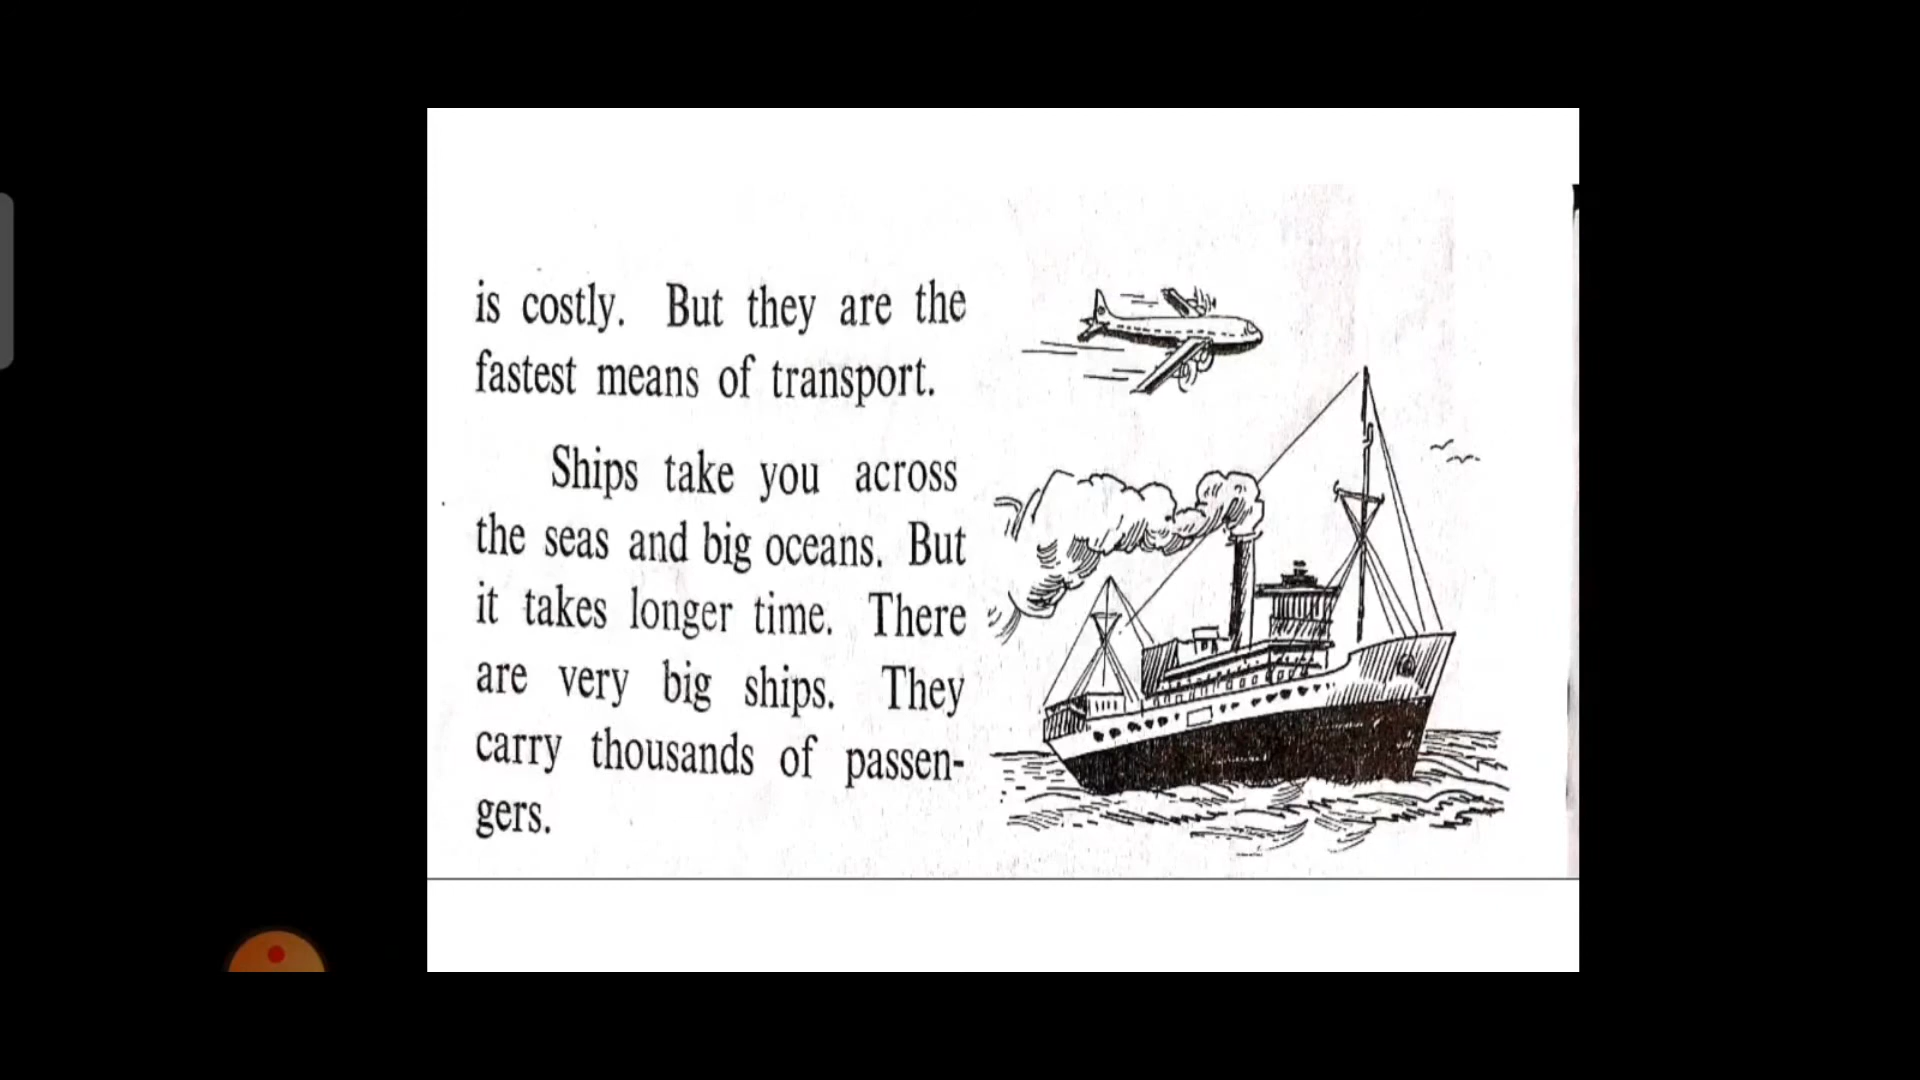 is costly. But they are the
fastest means of transport.
Ships take you across
the seas and big oceans. But
it takes longer time. There
are very big ships. They
carry thousands of passen-
gers.